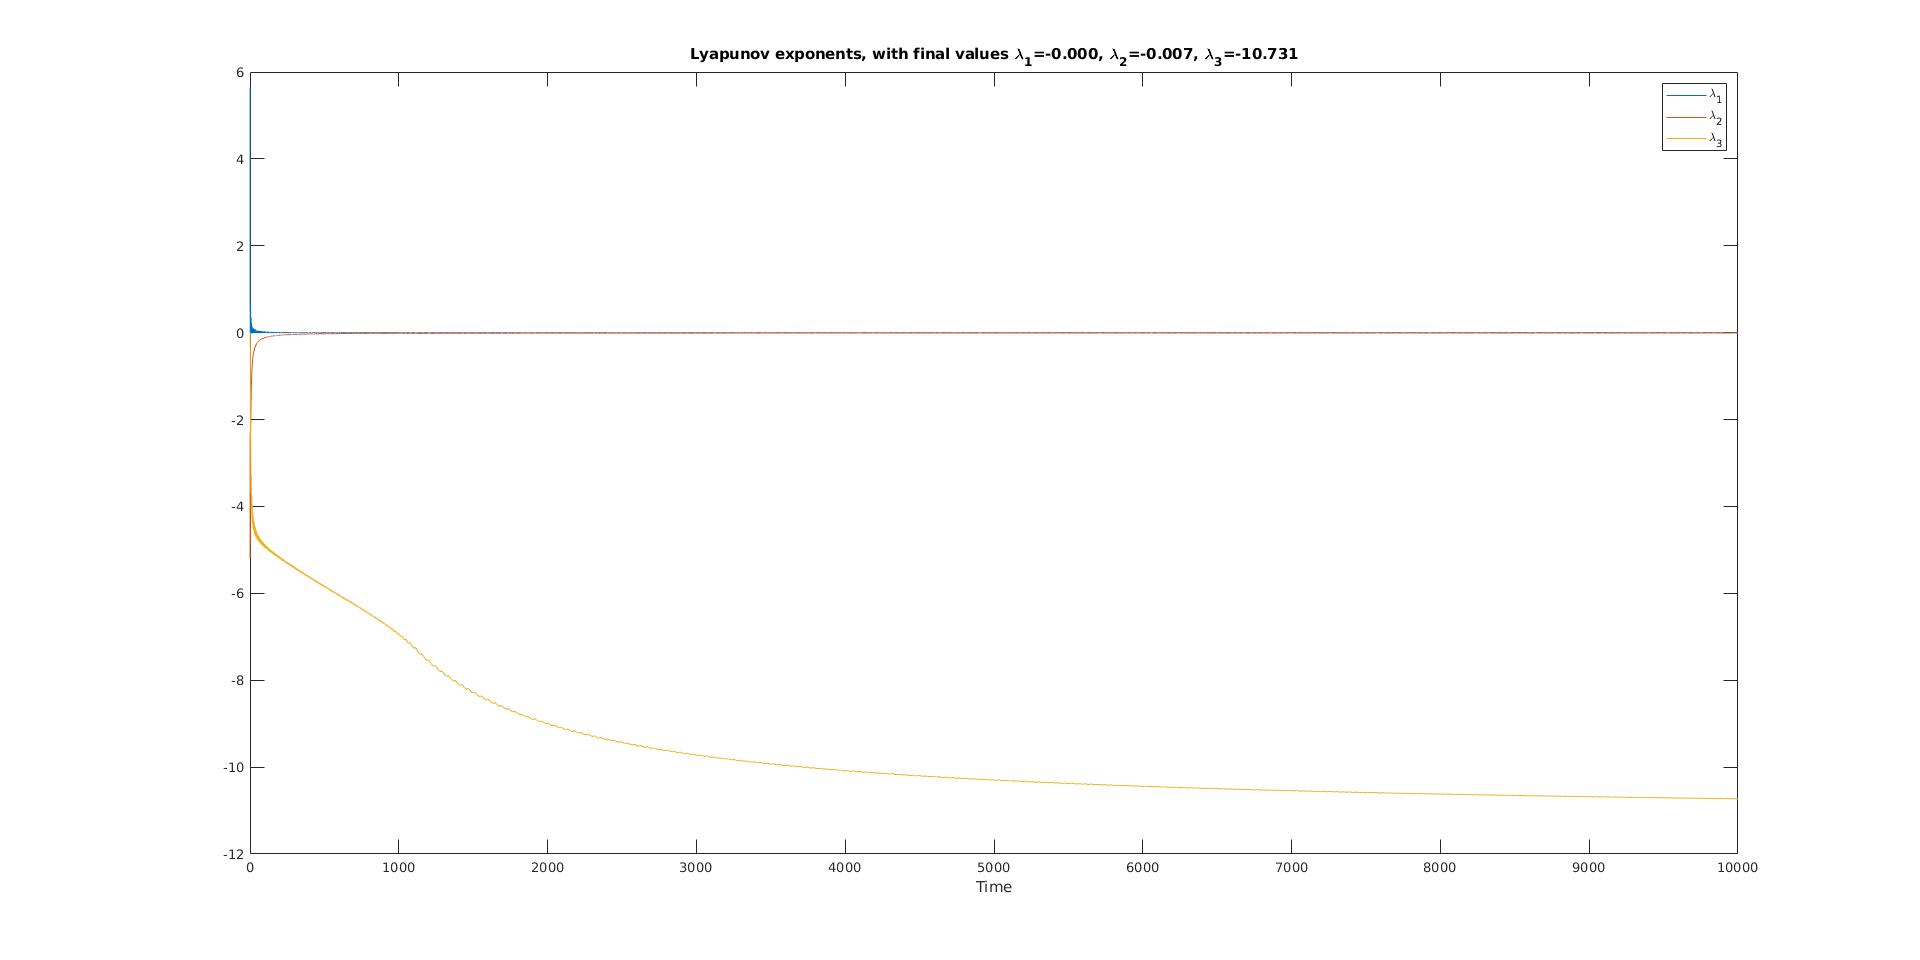 Lyapunov exponents, with final values λ1=-0.000, λ2=-0.007, λ3=-10.731
6
4
2
0
-2
-4
-6
-8
-10
-12
λ1
λ2
λ3
0 1000 2000 3000 4000 5000 6000 7000 8000 9000 10000
Time